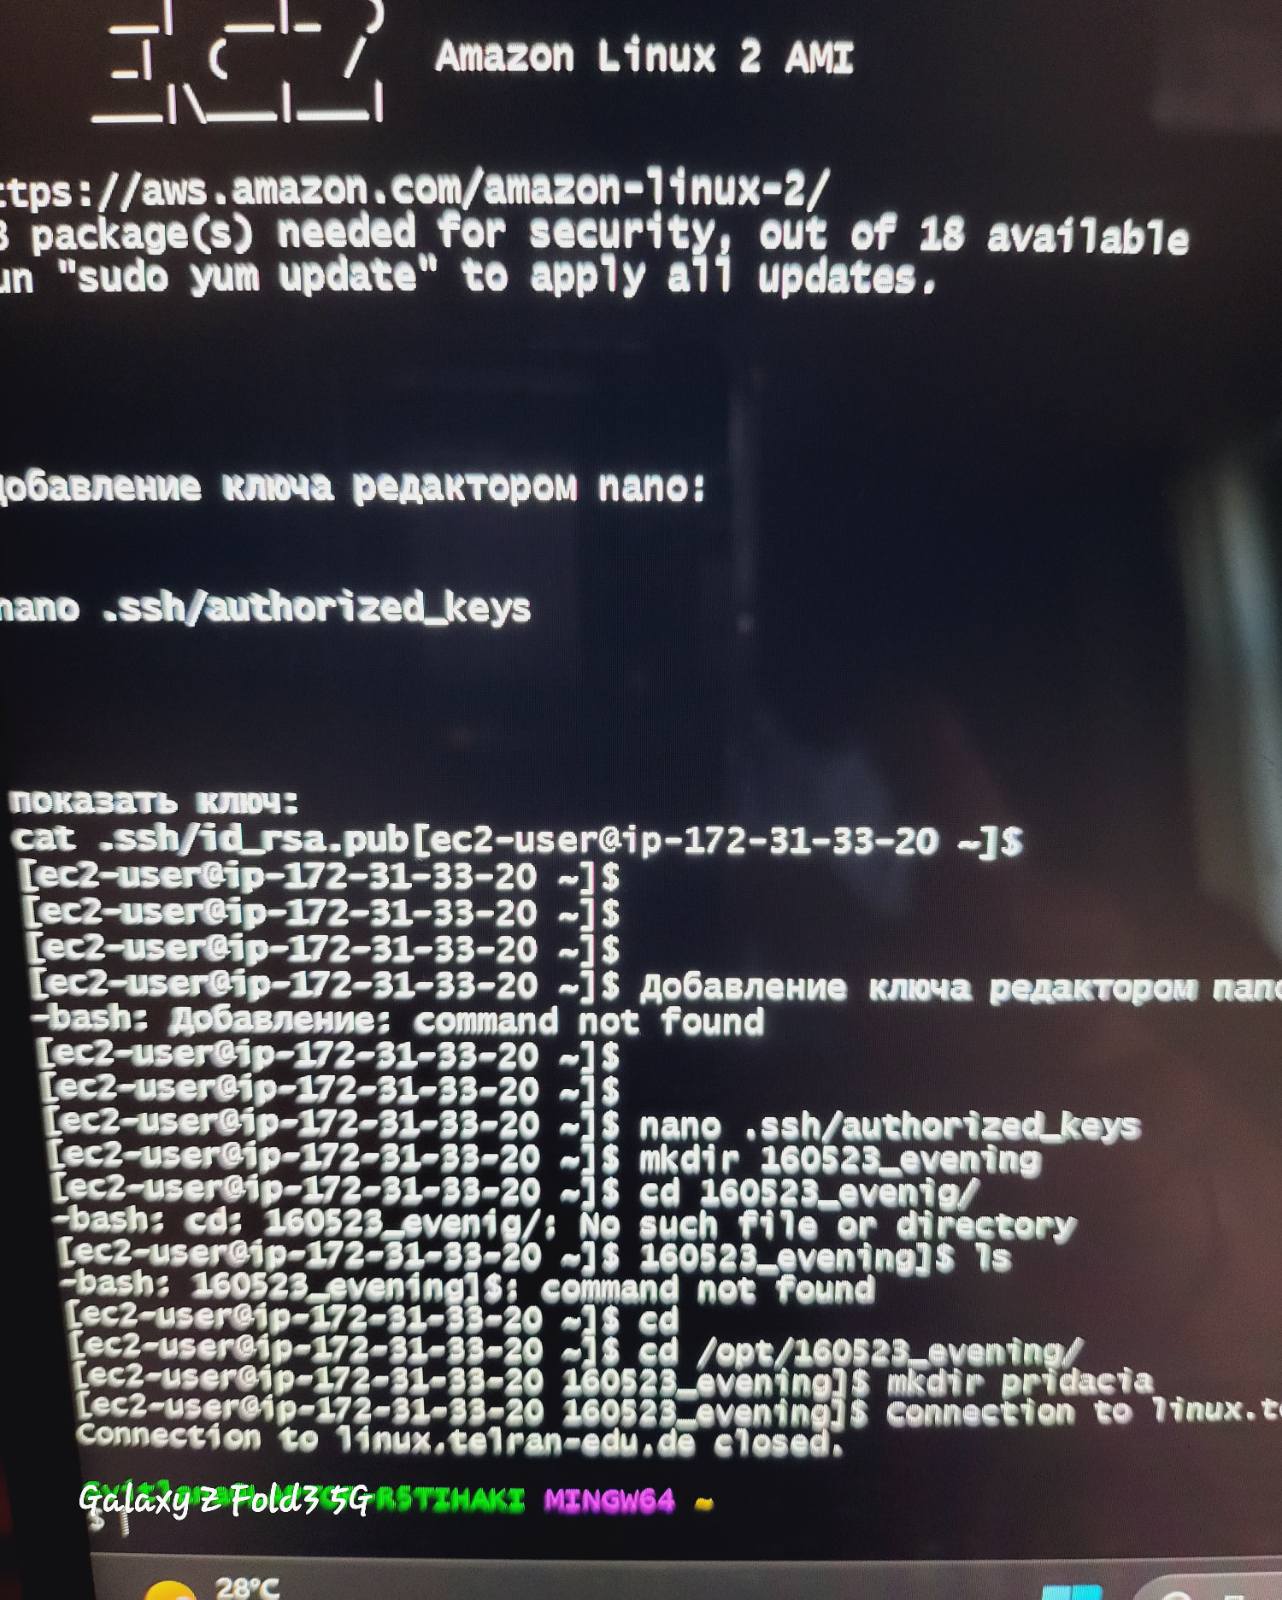 Amazon Linux 2 AMI
ttps://aws.amazon.com/amazon-linux-2/
package(s) needed for security, out of 18 available
un "sudo yum update" to apply all updates.
добавление ключа редактором nano:
nano .ssh/authorized_keys
показать ключ:
cat .ssh/id_rsa.pub[ec2-user@ip-172-31-33-20 ~]$
[ec2-user@ip-172-31-33-20 ~]$
[ec2-user@ip-172-31-33-20 ~]$
[ec2-user@ip-172-31-33-20 ~]$
[ec2-user@ip-172-31-33-20 ~]$ Добавление ключа редактором nano
-bash: Добавление: command not found
[ec2-user@ip-172-31-33-20 ~]$
[ec2-user@ip-172-31-33-20 ~]$
[ec2-user@ip-172-31-33-20 ~]$ nano .ssh/authorized_keys
[ec2-user@ip-172-31-33-20 ~]$ mkdir 160523_evening
[ec2-user@ip-172-31-33-20 ~]$ cd 160523_evenig/
-bash: cd: 160523_evenig/: No such file or directory
[ec2-user@ip-172-31-33-20 ~]$ 160523_evening]$ ls
-bash: 160523_evening]$: command not found
[ec2-user@ip-172-31-33-20 ~]$ cd
[ec2-user@ip-172-31-33-20 ~]$ cd /opt/160523_evening/
[ec2-user@ip-172-31-33-20 160523_evening]$ mkdir pridacia
[ec2-user@ip-172-31-33-20 160523_evening]$ Connection to linux.te
Connection to linux.telran-edu.de closed.
Galaxy Z Fold3 5G R5TIHAKI MINGW64 ~
$
28°C